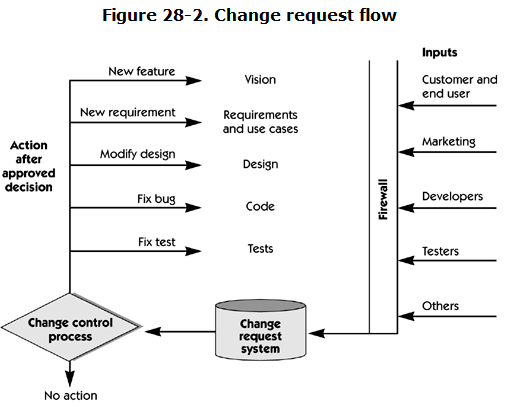 Figure 28-2. Change request flow
Inputs
New feature
Vision
Customer and
end user
New requirement
Requirements
and use cases
Marketing
Action
after
approved
decision
Modify design
Design
Firewall
Developers
Fix bug
Code
Fix test
Tests
Testers
Others
Change control
process
Change
request
system
No action